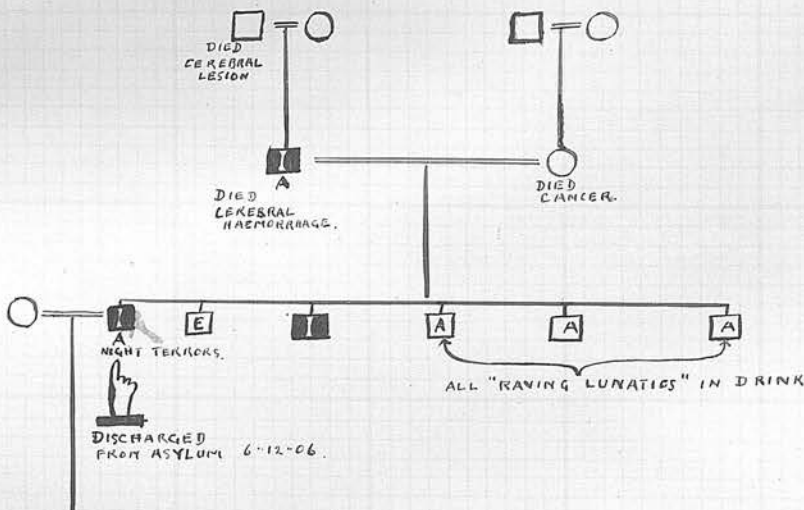 DIED
CEREBRAL
LESION
I
I
A
DIED
CEREBRAL
HAEMORRHAGE.
DIED
CANCER.
I
E
I
A
A
A
A
NIGHT TERRORS.
ALL "RAVING LUNATICS" IN DRINK
DISCHARGED
FROM ASYLUM 6-12-06.